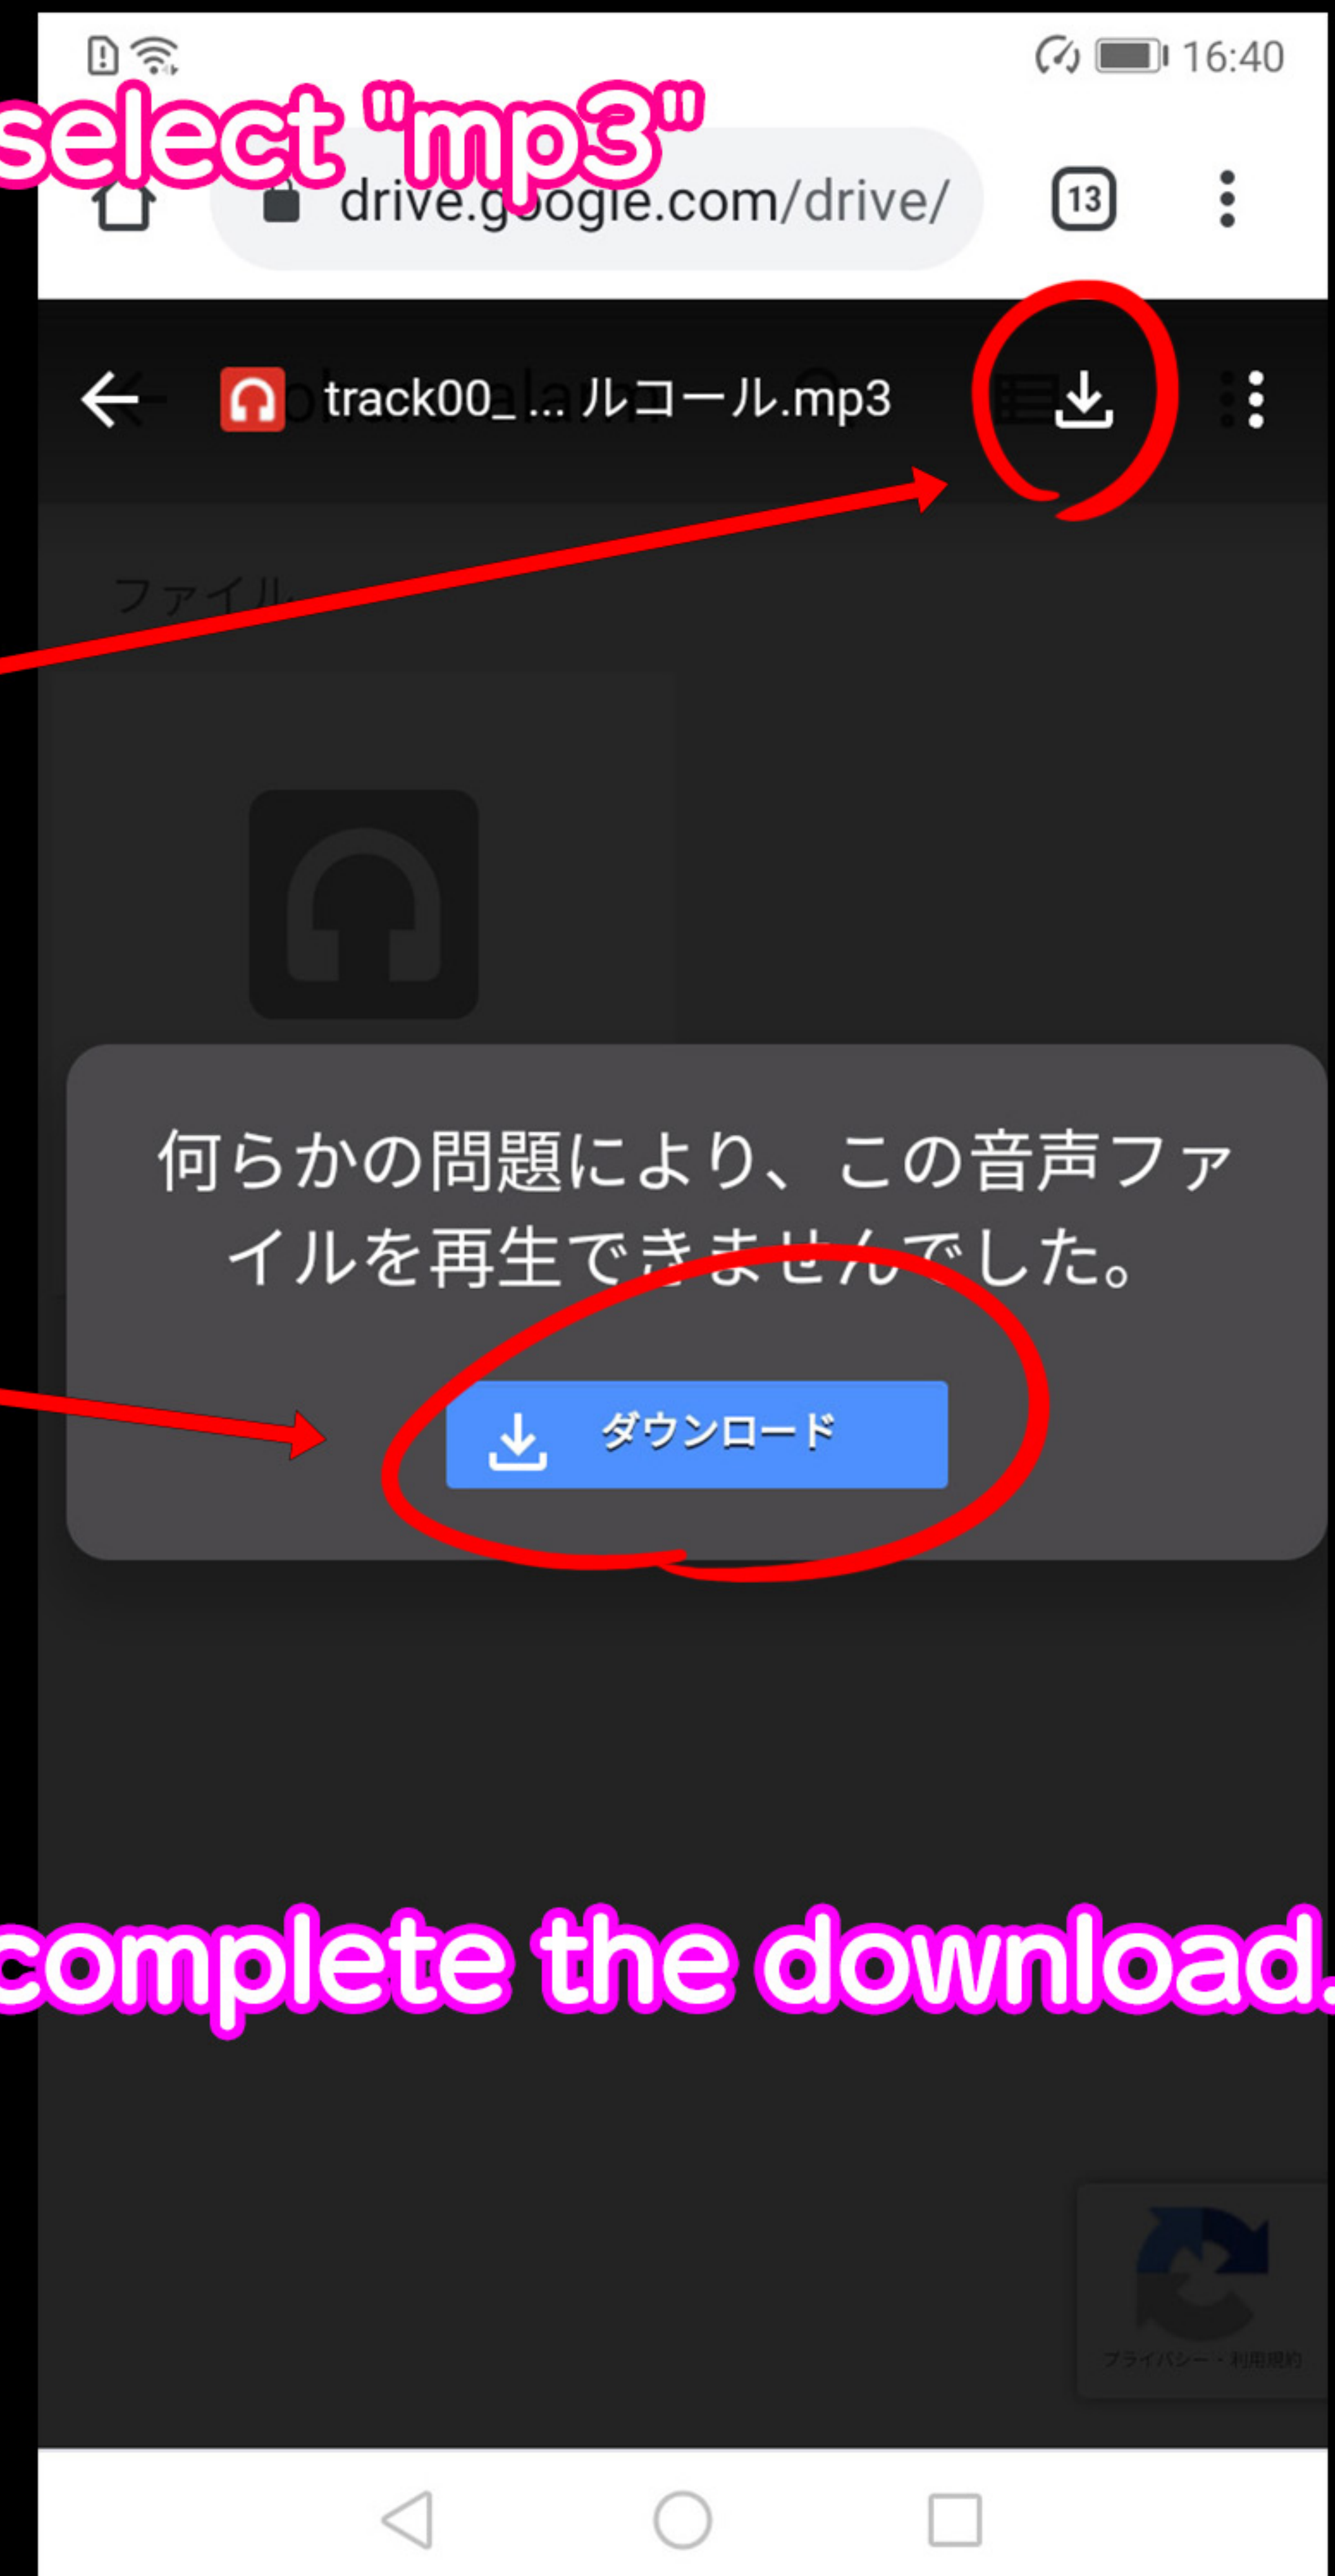 16:40
select "mp3"
drive.google.com/drive/
13
track00_... ルコール.mp3
ファイル
何らかの問題により、この音声ファ
イルを再生できませんでした。
ダウンロード
complete the download.
プライバシー・利用規約